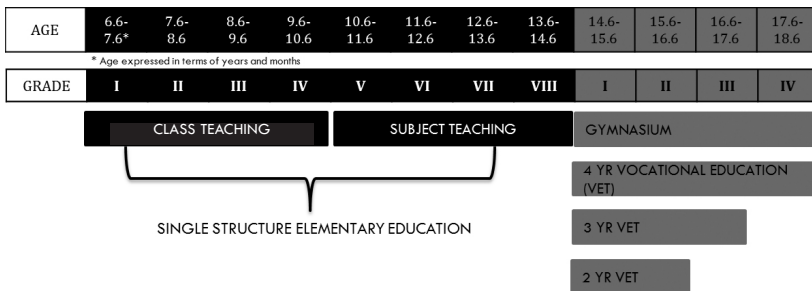 AGE 6.6- 7.6- 8.6- 9.6- 10.6- 11.6- 12.6- 13.6- 14.6- 15.6- 16.6- 17.6-
7.6* 8.6 9.6 10.6 11.6 12.6 13.6 14.6 15.6 16.6 17.6 18.6
* Age expressed in terms of years and months
GRADE I II III IV V VI VII VIII I II III IV
CLASS TEACHING SUBJECT TEACHING GYMNASIUM
4 YR VOCATIONAL EDUCATION
(VET)
SINGLE STRUCTURE ELEMENTARY EDUCATION 3 YR VET
2 YR VET